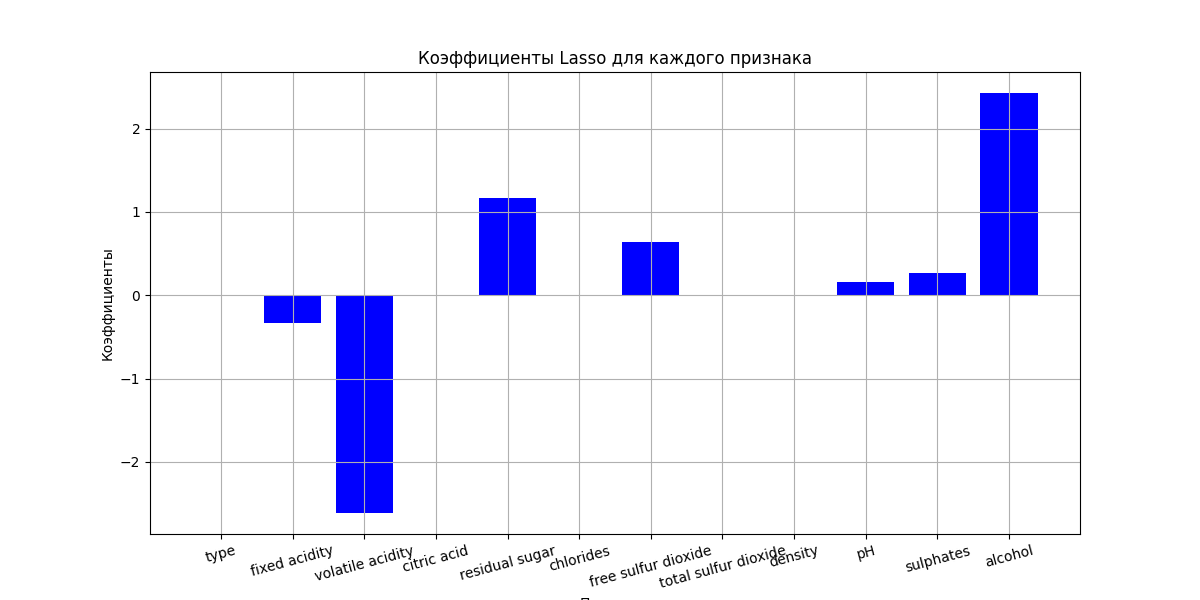 Коэффициенты Lasso для каждого признака
Коэффициенты
2
1
0
−1
−2
type
fixed acidity
volatile acidity
citric acid
residual sugar
chlorides
free sulfur dioxide
total sulfur dioxide
density
pH
sulphates
alcohol